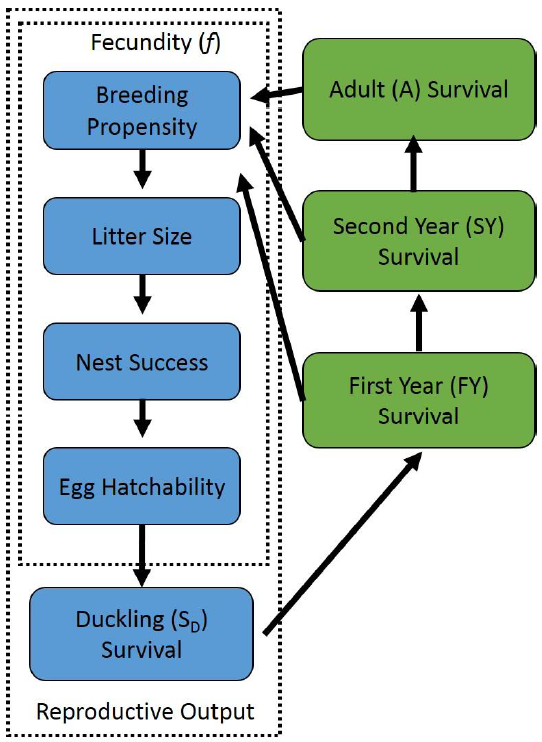 Fecundity (f)
Breeding
Propensity
Litter Size
Nest Success
Egg Hatchability
Duckling (S_D)
Survival
Reproductive Output
Adult (A) Survival
Second Year (SY)
Survival
First Year (FY)
Survival